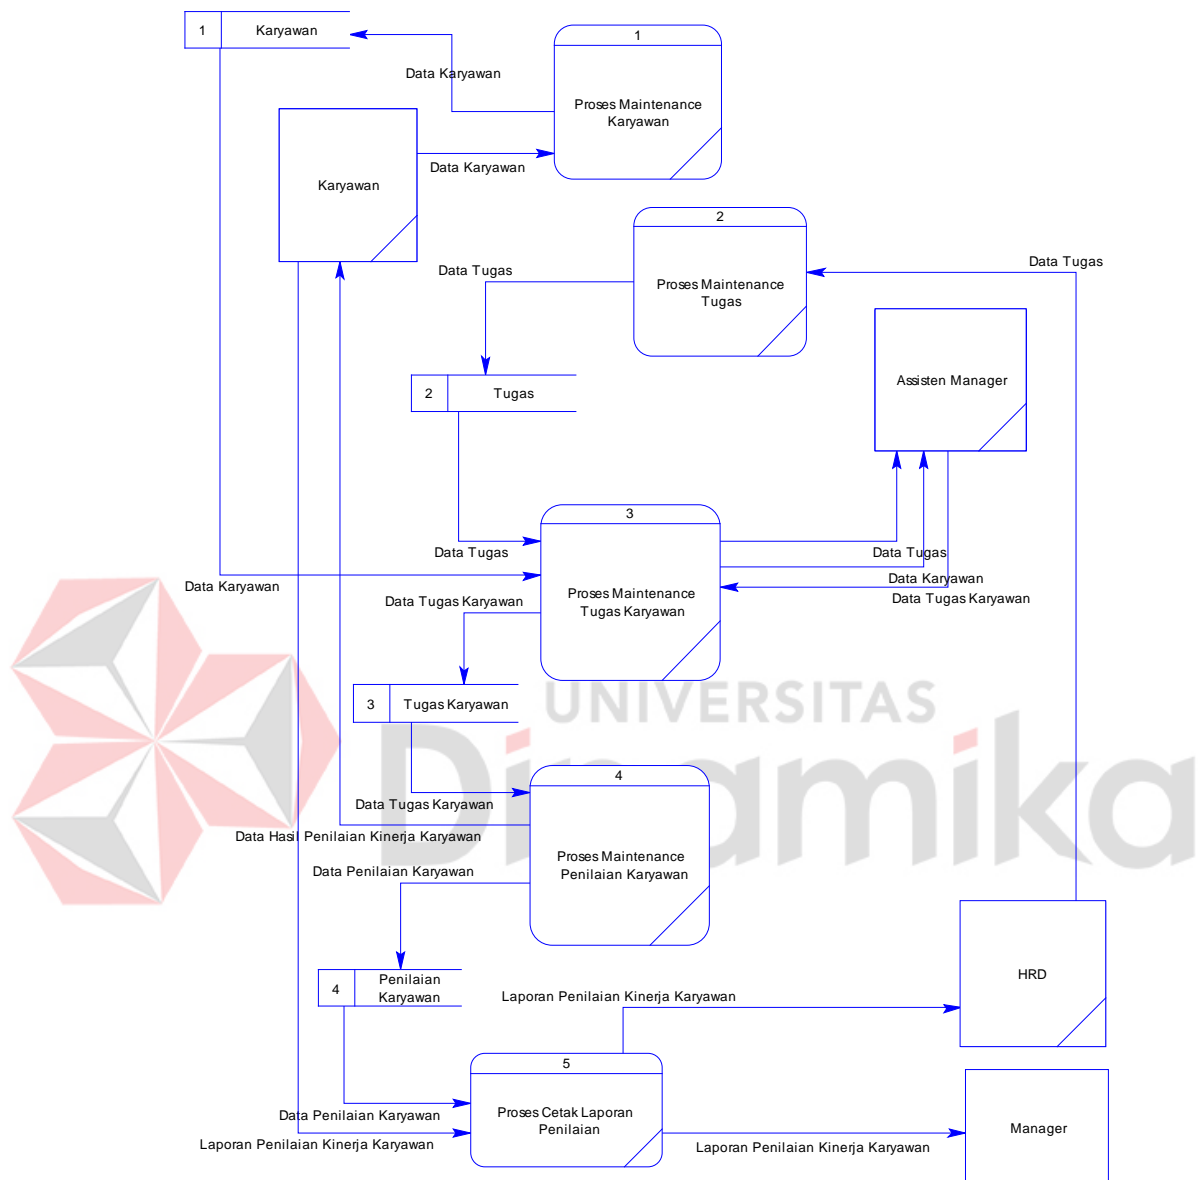 1
Karyawan
1
Data Karyawan
Proses Maintenance
Karyawan
Data Karyawan
Karyawan
2
Data Tugas
Data Tugas
Proses Maintenance
Tugas
Assisten Manager
2
Tugas
3
Data Tugas
Data Tugas
Data Karyawan
Data Karyawan
Proses Maintenance
Tugas Karyawan
Data Tugas Karyawan
Data Tugas Karyawan
3
Tugas Karyawan
UNIVERSITAS
Dinamika
4
Data Tugas Karyawan
Data Hasil Penilaian Kinerja Karyawan
Proses Maintenance
Penilaian Karyawan
Data Penilaian Karyawan
HRD
4
Penilaian
Karyawan
Laporan Penilaian Kinerja Karyawan
5
Proses Cetak Laporan
Penilaian
Data Penilaian Karyawan
Manager
Laporan Penilaian Kinerja Karyawan
Laporan Penilaian Kinerja Karyawan